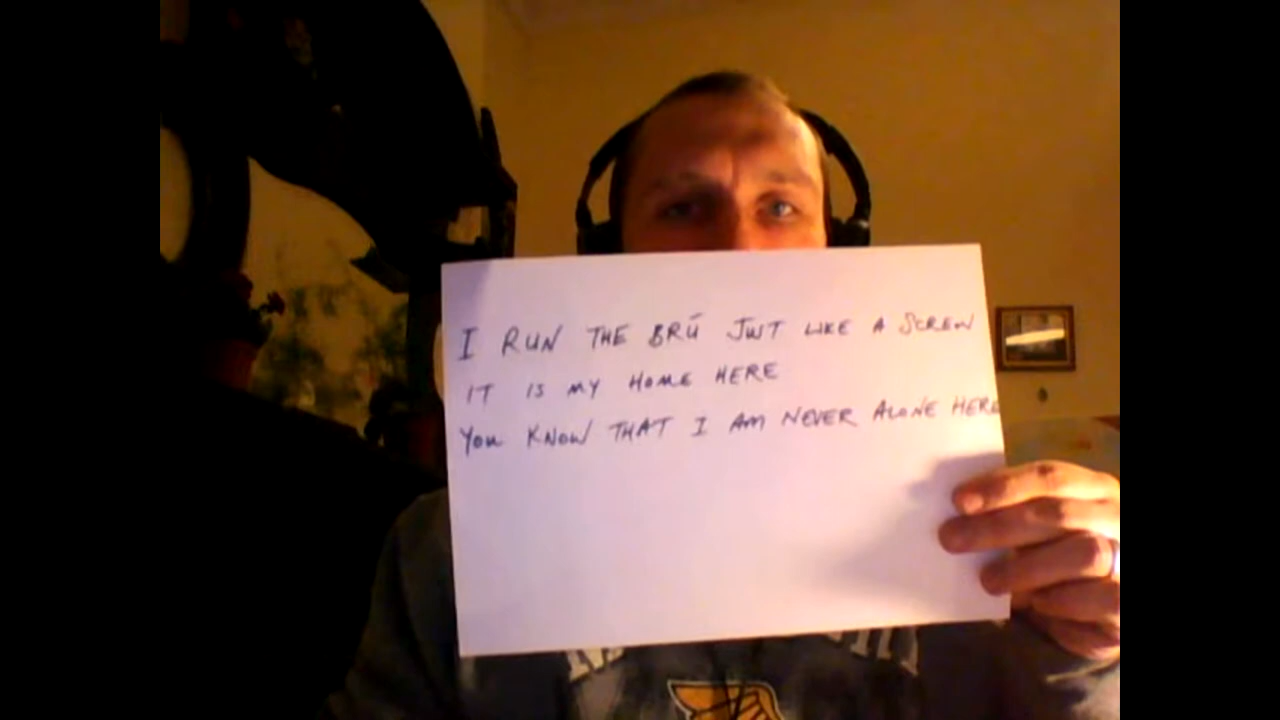 I RUN THE BRÚ JUST LIKE A SCREW
IT IS MY HOME HERE
YOU KNOW THAT I AM NEVER ALONE HERE